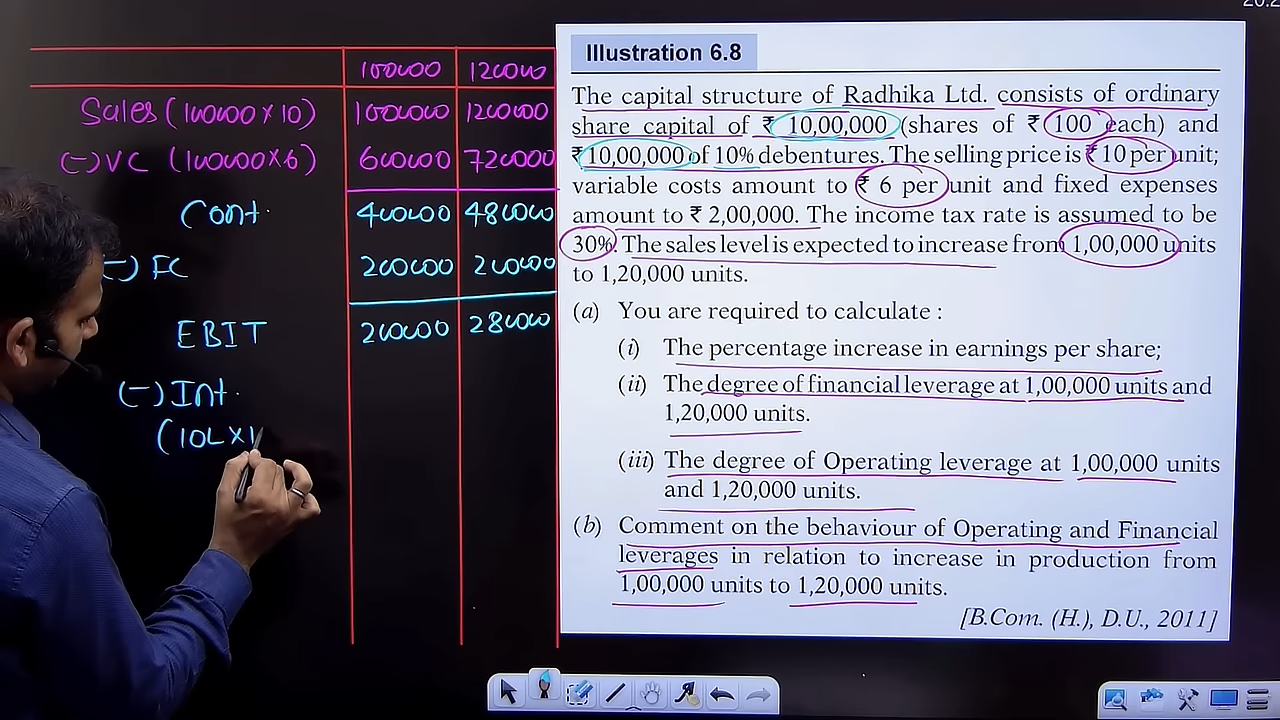 20:2
100000 120000
Sales (100000 × 10) 1000000 1200000
(-) VC (100000×6) 600000 720000
Cont. 400000 480000
(-) FC 200000 200000
EBIT 200000 280000
(-) Int.
(10L×1
Illustration 6.8
The capital structure of Radhika Ltd. consists of ordinary
share capital of ₹ 10,00,000 (shares of ₹ 100 each) and
₹ 10,00,000 of 10% debentures. The selling price is ₹ 10 per unit;
variable costs amount to ₹ 6 per unit and fixed expenses
amount to ₹ 2,00,000. The income tax rate is assumed to be
30%. The sales level is expected to increase from 1,00,000 units
to 1,20,000 units.
(a) You are required to calculate :
(i) The percentage increase in earnings per share;
(ii) The degree of financial leverage at 1,00,000 units and
1,20,000 units.
(iii) The degree of Operating leverage at 1,00,000 units
and 1,20,000 units.
(b) Comment on the behaviour of Operating and Financial
leverages in relation to increase in production from
1,00,000 units to 1,20,000 units.
[B.Com. (H.), D.U., 2011]